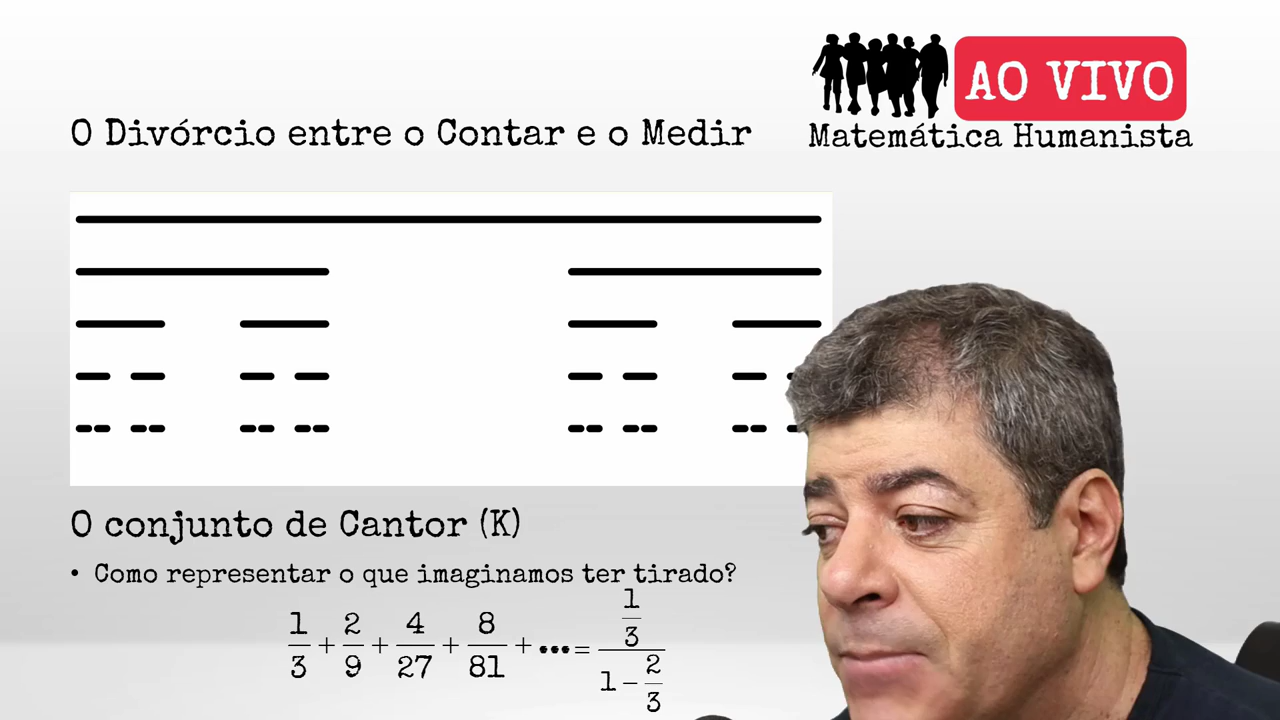 AO VIVO
Matemática Humanista
O Divórcio entre o Contar e o Medir
O conjunto de Cantor (K)
• Como representar o que imaginamos ter tirado?
1/3 + 2/9 + 4/27 + 8/81 + ••• = (1/3)/(1 − 2/3)